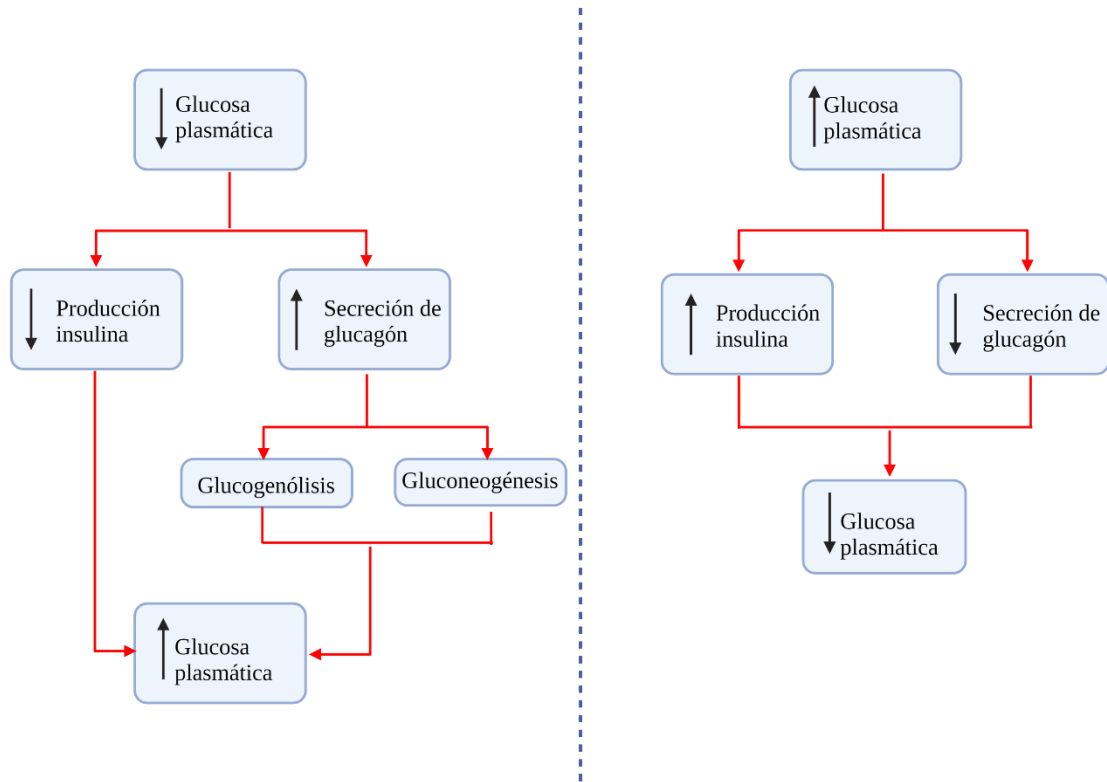 Glucosa
plasmática
Producción
insulina
Secreción de
glucagón
Glucogenólisis
Gluconeogénesis
Glucosa
plasmática
Glucosa
plasmática
Producción
insulina
Secreción de
glucagón
Glucosa
plasmática